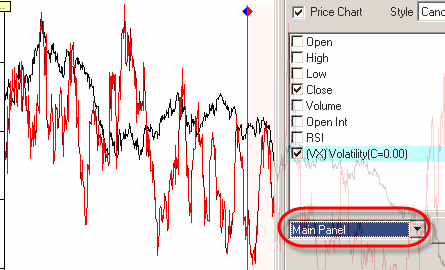 Price Chart Style Canc
Open
High
Low
Close
Volume
Open Int
RSI
(VX) Volatility(C=0.00)
Main Panel